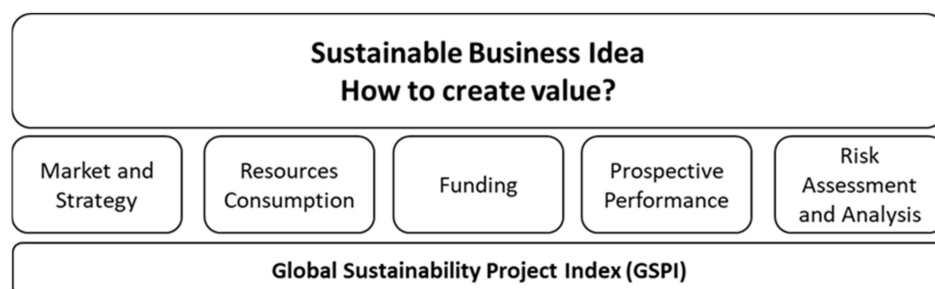 Sustainable Business Idea
How to create value?
Market and
Strategy
Resources
Consumption
Funding
Prospective
Performance
Risk
Assessment
and Analysis
Global Sustainability Project Index (GSPI)